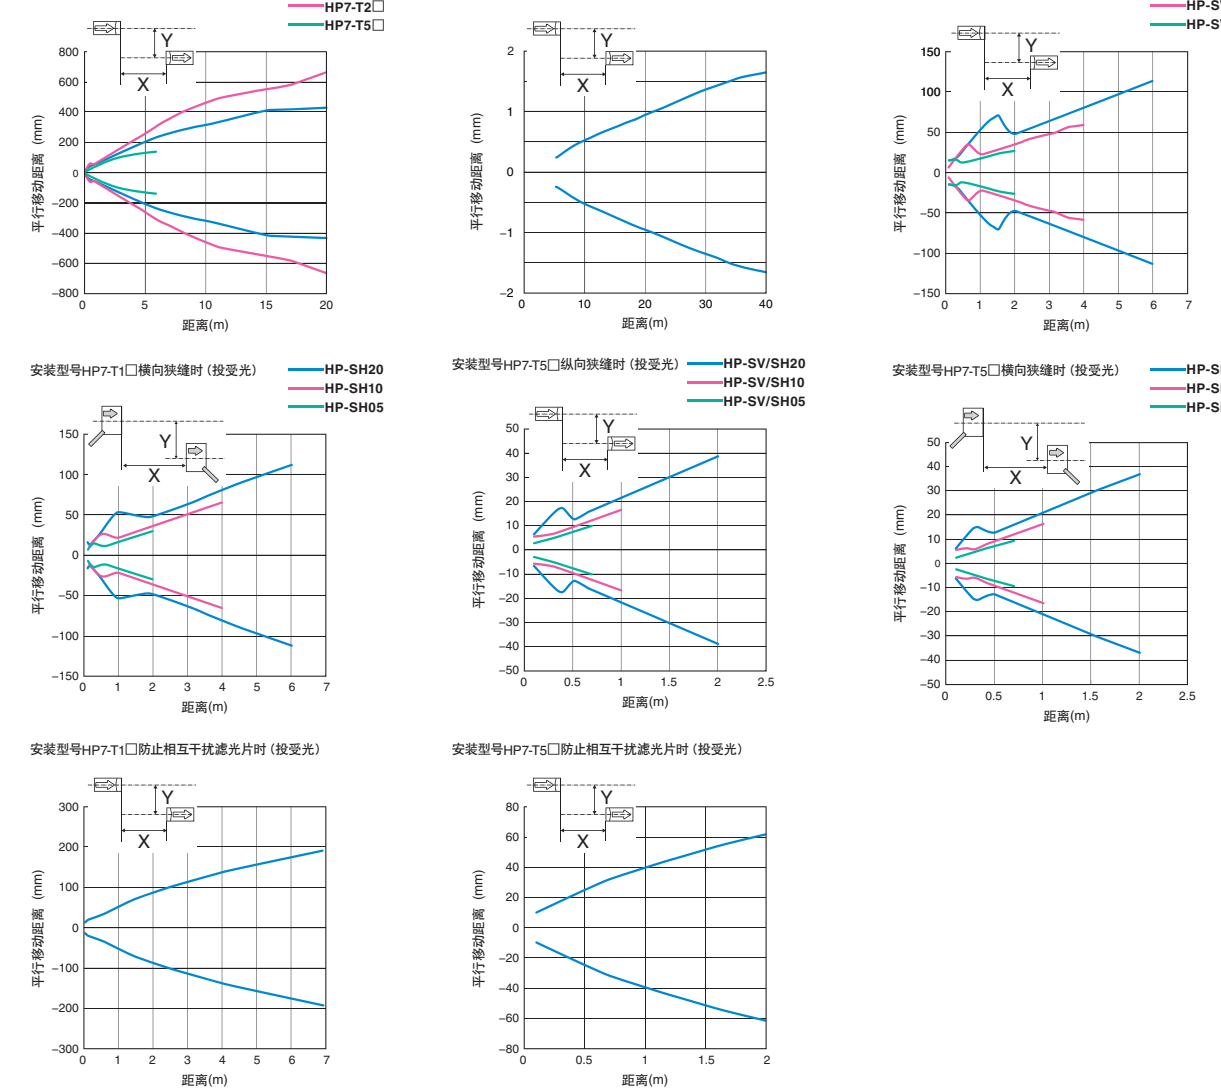 HP7-T2□
HP7-T5□
Y
X
800
600
400
200
0
−200
−400
−600
−800
0
5
10
15
20
平行移动距离 (mm)
距离(m)
Y
X
2
1
0
−1
−2
0
10
20
30
40
平行移动距离 (mm)
距离(m)
Y
X
150
100
50
0
−50
−100
−150
0
1
2
3
4
5
6
7
平行移动距离 (mm)
距离(m)
安装型号HP7-T1□横向狭缝时（投受光）
HP-SH20
HP-SH10
HP-SH05
Y
X
150
100
50
0
−50
−100
−150
0
1
2
3
4
5
6
7
平行移动距离 (mm)
距离(m)
安装型号HP7-T5□纵向狭缝时（投受光）
HP-SV/SH20
HP-SV/SH10
HP-SV/SH05
Y
X
50
40
30
20
10
0
−10
−20
−30
−40
−50
0
0.5
1
1.5
2
2.5
平行移动距离 (mm)
距离(m)
安装型号HP7-T5□横向狭缝时（投受光）
Y
X
50
40
30
20
10
0
−10
−20
−30
−40
−50
0
0.5
1
1.5
2
2.5
平行移动距离 (mm)
距离(m)
安装型号HP7-T1□防止相互干扰滤光片时（投受光）
Y
X
300
200
100
0
−100
−200
−300
0
1
2
3
4
5
6
7
平行移动距离 (mm)
距离(m)
安装型号HP7-T5□防止相互干扰滤光片时（投受光）
Y
X
80
60
40
20
0
−20
−40
−60
−80
0
0.5
1
1.5
2
平行移动距离 (mm)
距离(m)